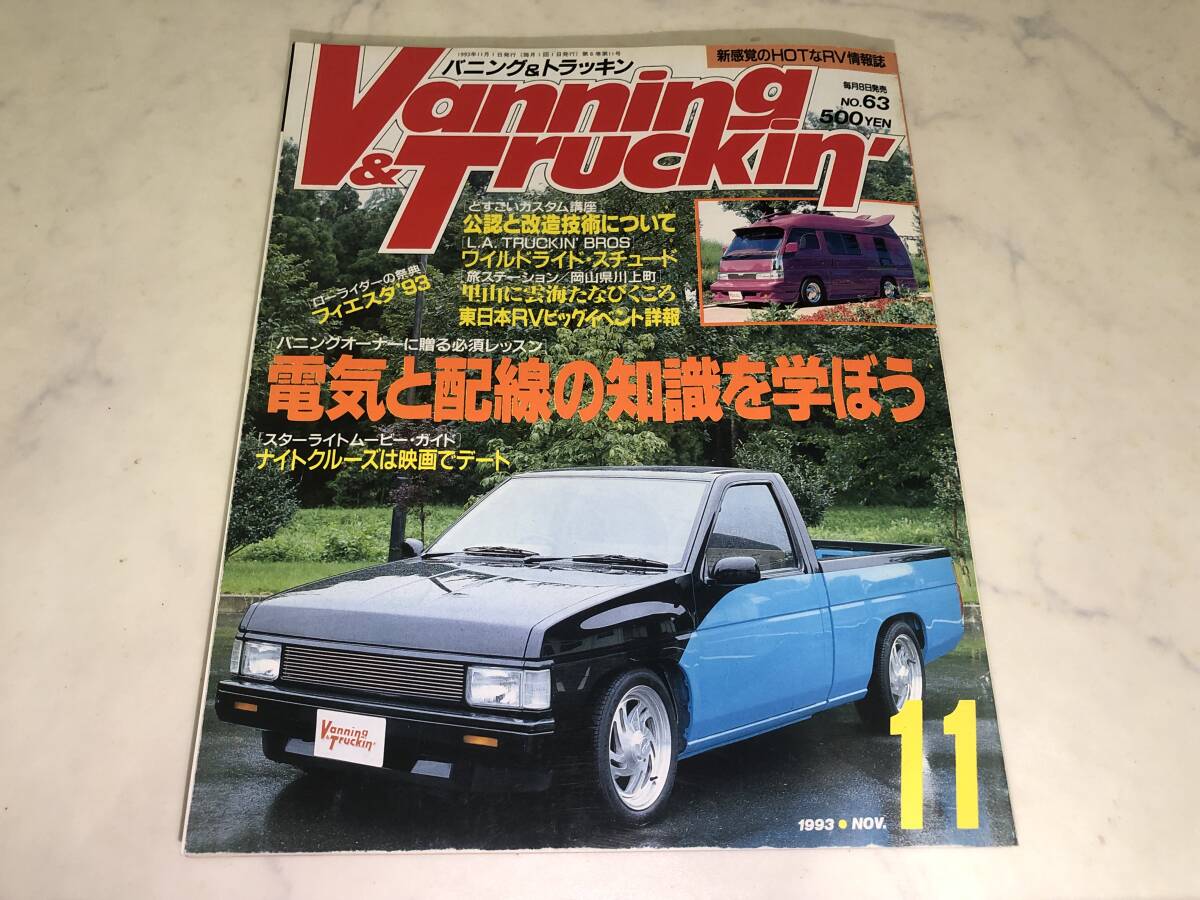 1993年11月1日発行(毎月1回1日発行)第6巻第11号
バニング&トラッキン
新感覚のHOTなRV情報誌
Vanning
& Truckin'
毎月8日発売
NO.63
500YEN
[どすこいカスタム講座]
公認と改造技術について
[L.A. TRUCKIN' BROS]
ワイルドライト・スチュード
[旅ステーション/岡山県川上町]
里山に雲海たなびくころ
東日本RVビッグイベント詳報
ローライダーの祭典
フィエスタ'93
バニングオーナーに贈る必須レッスン
電気と配線の知識を学ぼう
[スターライトムービー・ガイド]
ナイトクルーズは映画でデート
Vanning
& Truckin'
1993・NOV.
11